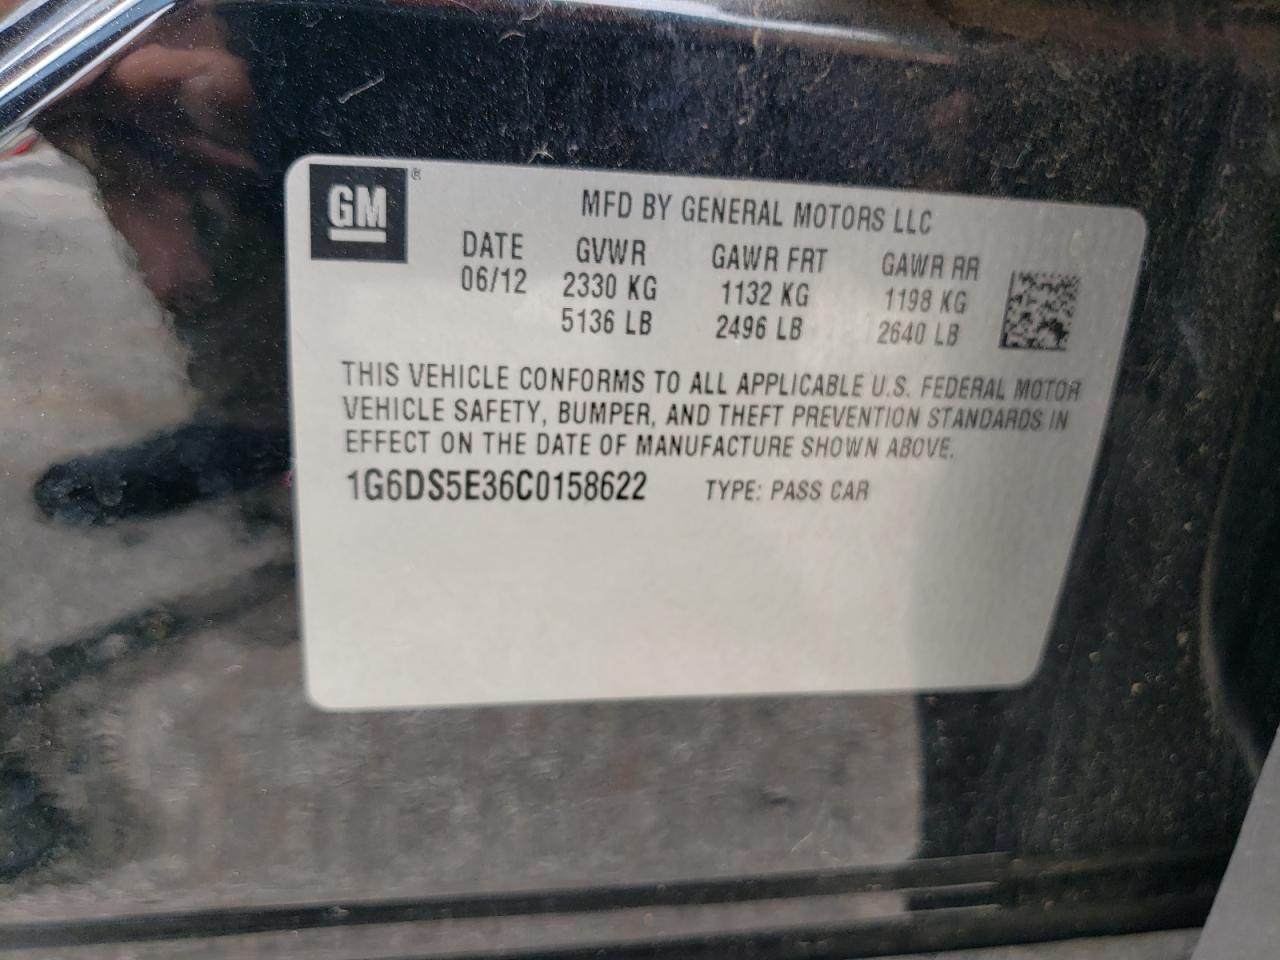 GM ®
MFD BY GENERAL MOTORS LLC
DATE GVWR GAWR FRT GAWR RR
06/12 2330 KG 1132 KG 1198 KG
5136 LB 2496 LB 2640 LB
THIS VEHICLE CONFORMS TO ALL APPLICABLE U.S. FEDERAL MOTOR
VEHICLE SAFETY, BUMPER, AND THEFT PREVENTION STANDARDS IN
EFFECT ON THE DATE OF MANUFACTURE SHOWN ABOVE.
1G6DS5E36C0158622 TYPE: PASS CAR